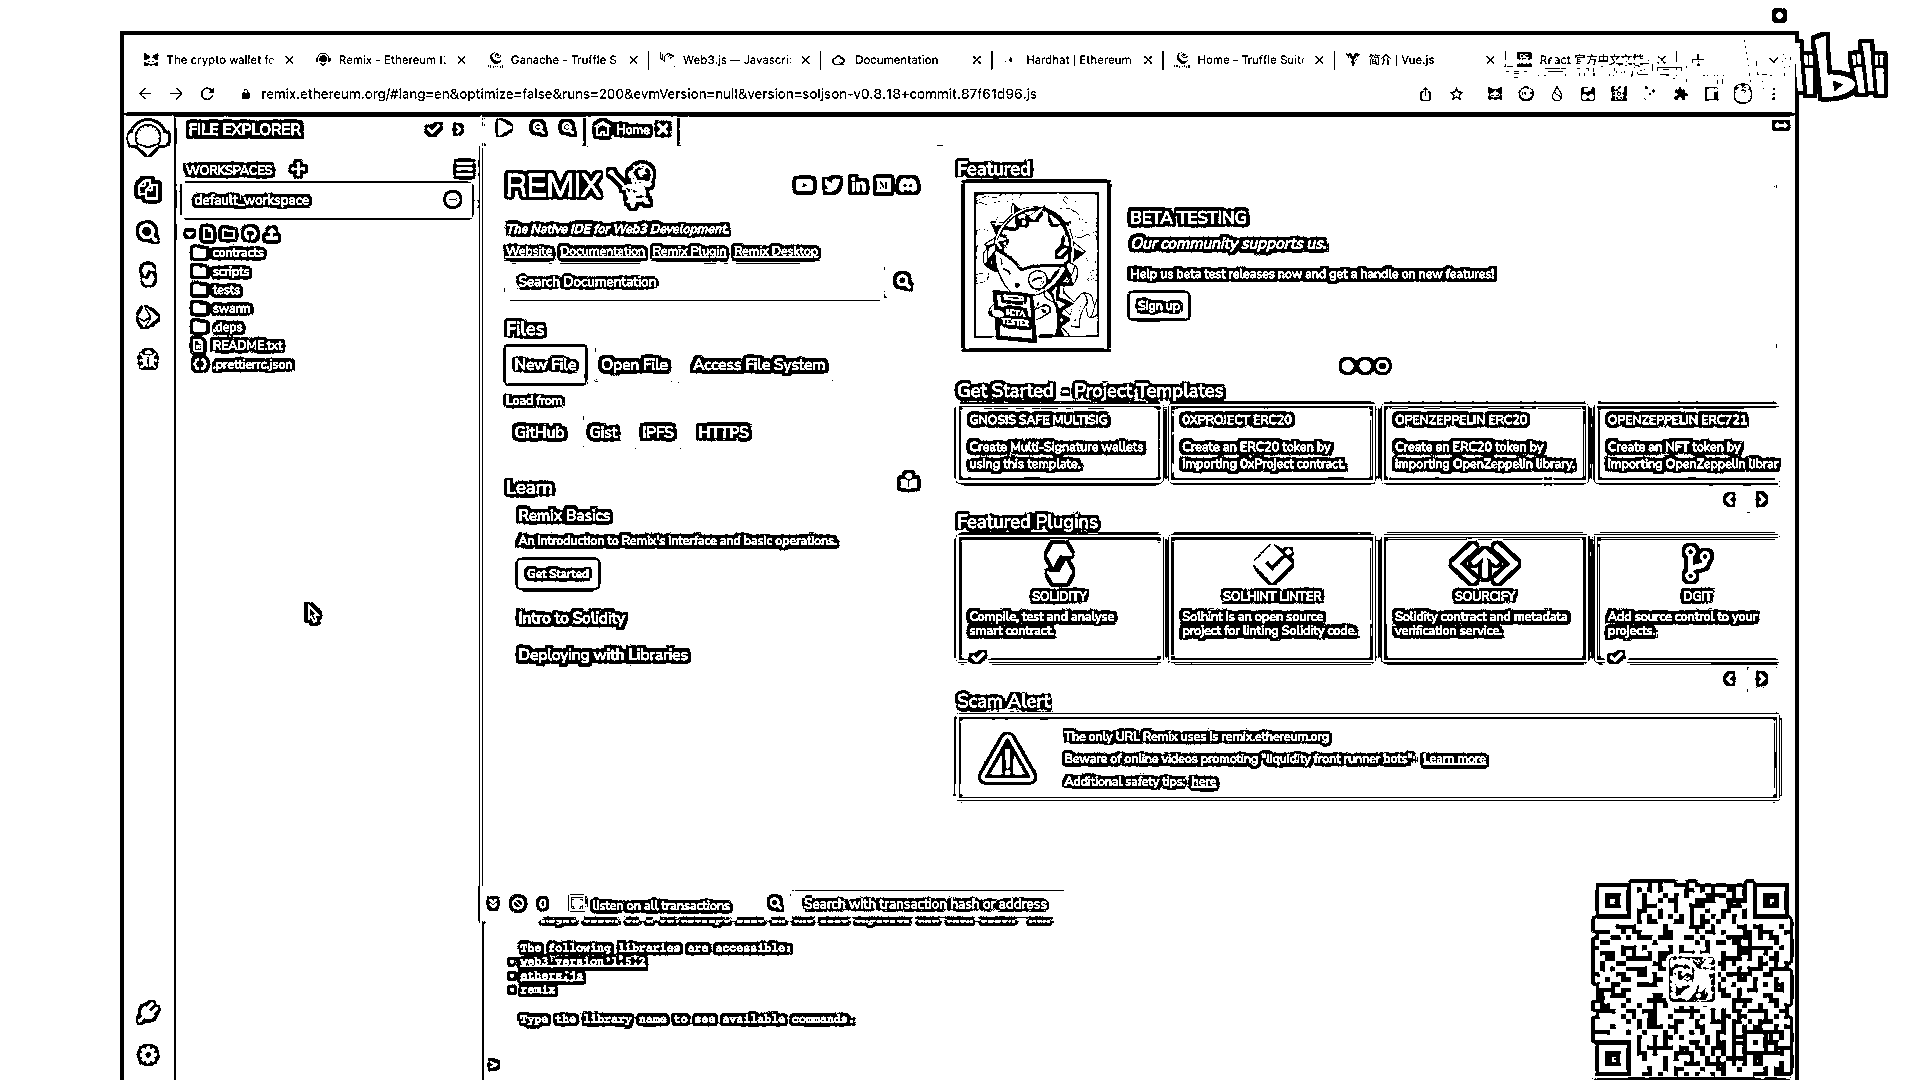 The crypto wallet fo
Remix - Ethereum I
Ganache - Truffle S
Web3.js — Javascri
Documentation
Hardhat | Ethereum
Home - Truffle Suite
简介 | Vue.js
React 官方中文文档
remix.ethereum.org/#lang=en&optimize=false&runs=200&evmVersion=null&version=soljson-v0.8.18+commit.87f61d96.js
FILE EXPLORER
Home
WORKSPACES
default_workspace
contracts
scripts
tests
swarm
.deps
README.txt
.prettierrc.json
REMIX
The Native IDE for Web3 Development.
Website Documentation Remix Plugin Remix Desktop
Search Documentation
Files
New File Open File Access File System
Load from
GitHub Gist IPFS HTTPS
Learn
Remix Basics
An introduction to Remix's interface and basic operations.
Get Started
Intro to Solidity
Deploying with Libraries
Featured
BETA TESTER
BETA TESTING
Our community supports us.
Help us beta test releases now and get a handle on new features!
Sign up
Get Started - Project Templates
GNOSIS SAFE MULTISIG
Create Multi-Signature wallets
using this template.
0XPROJECT ERC20
Create an ERC20 token by
importing 0xProject contract.
OPENZEPPELIN ERC20
Create an ERC20 token by
importing OpenZeppelin library.
OPENZEPPELIN ERC721
Create an NFT token by
importing OpenZeppelin librar
Featured Plugins
SOLIDITY
Compile, test and analyse
smart contract.
SOLHINT LINTER
Solhint is an open source
project for linting Solidity code.
SOURCIFY
Solidity contract and metadata
verification service.
DGIT
Add source control to your
projects.
Scam Alert
The only URL Remix uses is remix.ethereum.org
Beware of online videos promoting "liquidity front runner bots": Learn more
Additional safety tips: here
0
listen on all transactions
Search with transaction hash or address
The following libraries are accessible:
web3 version 1.5.2
ethers.js
remix
Type the library name to see available commands.
ibili